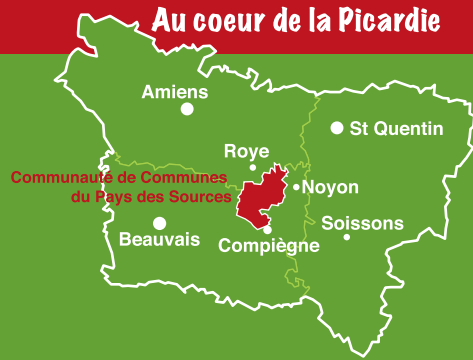 Au coeur de la Picardie
Amiens
St Quentin
Roye
Communauté de Communes
du Pays des Sources
Noyon
Soissons
Beauvais
Compiègne